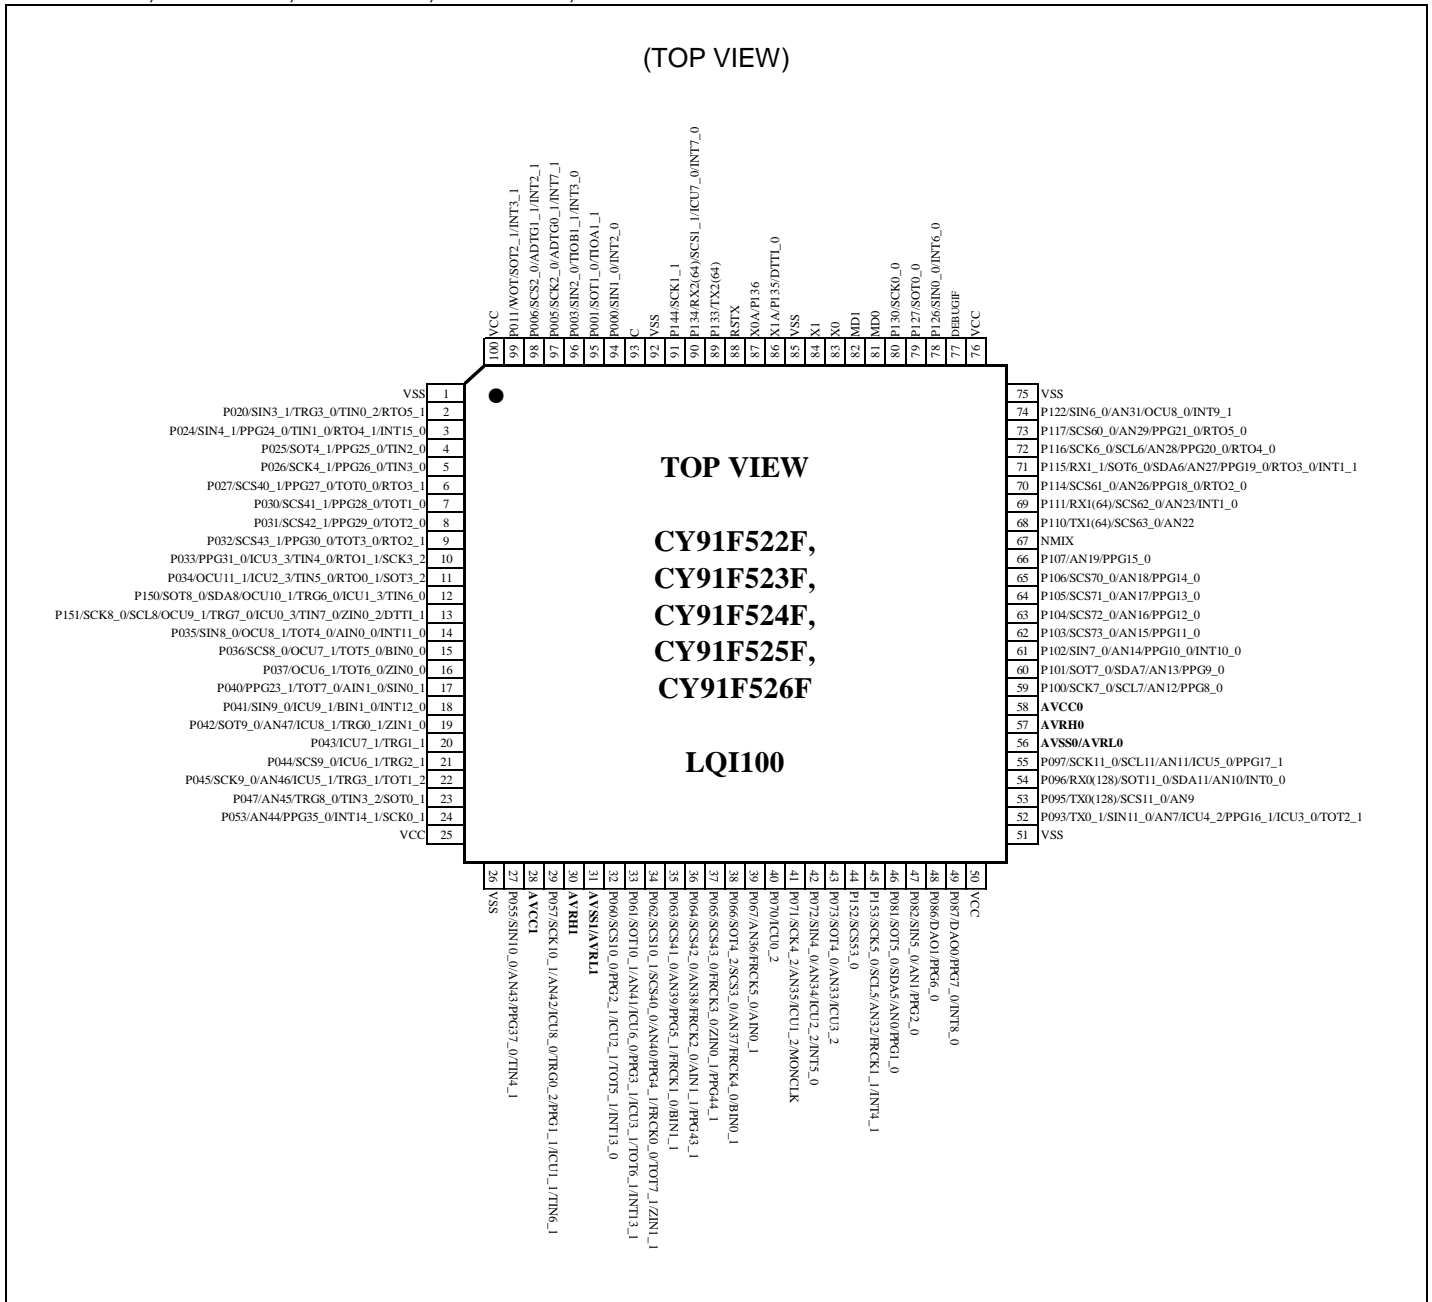 (TOP VIEW)
100 VCC
99 P011/WOT/SOT2_1/INT3_1
98 P006/SCS2_0/ADTG1_1/INT2_1
97 P005/SCK2_0/ADTG0_1/INT7_1
96 P003/SIN2_0/TIOB1_1/INT3_0
95 P001/SOT1_0/TIOA1_1
94 P000/SIN1_0/INT2_0
93 C
92 VSS
91 P144/SCK1_1
90 P134/RX2(64)/SCS1_1/ICU7_0/INT7_0
89 P133/TX2(64)
88 RSTX
87 X0A/P136
86 X1A/P135/DTTI_0
85 VSS
84 X1
83 X0
82 MD1
81 MD0
80 P130/SCK0_0
79 P127/SOT0_0
78 P126/SIN0_0/INT6_0
77 DEBUGIF
76 VCC
VSS 1
P020/SIN3_1/TRG3_0/TIN0_2/RTO5_1 2
P024/SIN4_1/PPG24_0/TIN1_0/RTO4_1/INT15_0 3
P025/SOT4_1/PPG25_0/TIN2_0 4
P026/SCK4_1/PPG26_0/TIN3_0 5
P027/SCS40_1/PPG27_0/TOT0_0/RTO3_1 6
P030/SCS41_1/PPG28_0/TOT1_0 7
P031/SCS42_1/PPG29_0/TOT2_0 8
P032/SCS43_1/PPG30_0/TOT3_0/RTO2_1 9
P033/PPG31_0/ICU3_3/TIN4_0/RTO1_1/SCK3_2 10
P034/OCU11_1/ICU2_3/TIN5_0/RTO0_1/SOT3_2 11
P150/SOT8_0/SDA8/OCU10_1/TRG6_0/ICU1_3/TIN6_0 12
P151/SCK8_0/SCL8/OCU9_1/TRG7_0/ICU0_3/TIN7_0/ZIN0_2/DTTI_1 13
P035/SIN8_0/OCU8_1/TOT4_0/AIN0_0/INT11_0 14
P036/SCS8_0/OCU7_1/TOT5_0/BIN0_0 15
P037/OCU6_1/TOT6_0/ZIN0_0 16
P040/PPG23_1/TOT7_0/AIN1_0/SIN0_1 17
P041/SIN9_0/ICU9_1/BIN1_0/INT12_0 18
P042/SOT9_0/AN47/ICU8_1/TRG0_1/ZIN1_0 19
P043/ICU7_1/TRG1_1 20
P044/SCS9_0/ICU6_1/TRG2_1 21
P045/SCK9_0/AN46/ICU5_1/TRG3_1/TOT1_2 22
P047/AN45/TRG8_0/TIN3_2/SOT0_1 23
P053/AN44/PPG35_0/INT14_1/SCK0_1 24
VCC 25
TOP VIEW
CY91F522F,
CY91F523F,
CY91F524F,
CY91F525F,
CY91F526F
LQI100
75 VSS
74 P122/SIN6_0/AN31/OCU8_0/INT9_1
73 P117/SCS60_0/AN29/PPG21_0/RTO5_0
72 P116/SCK6_0/SCL6/AN28/PPG20_0/RTO4_0
71 P115/RX1_1/SOT6_0/SDA6/AN27/PPG19_0/RTO3_0/INT1_1
70 P114/SCS61_0/AN26/PPG18_0/RTO2_0
69 P111/RX1(64)/SCS62_0/AN23/INT1_0
68 P110/TX1(64)/SCS63_0/AN22
67 NMIX
66 P107/AN19/PPG15_0
65 P106/SCS70_0/AN18/PPG14_0
64 P105/SCS71_0/AN17/PPG13_0
63 P104/SCS72_0/AN16/PPG12_0
62 P103/SCS73_0/AN15/PPG11_0
61 P102/SIN7_0/AN14/PPG10_0/INT10_0
60 P101/SOT7_0/SDA7/AN13/PPG9_0
59 P100/SCK7_0/SCL7/AN12/PPG8_0
58 AVCC0
57 AVRH0
56 AVSS0/AVRL0
55 P097/SCK11_0/SCL11/AN11/ICU5_0/PPG17_1
54 P096/RX0(128)/SOT11_0/SDA11/AN10/INT0_0
53 P095/TX0(128)/SCS11_0/AN9
52 P093/TX0_1/SIN11_0/AN7/ICU4_2/PPG16_1/ICU3_0/TOT2_1
51 VSS
26 VSS
27 P055/SIN10_0/AN43/PPG37_0/TIN4_1
28 AVCC1
29 P057/SCK10_1/AN42/ICU8_0/TRG0_2/PPG1_1/ICU1_1/TIN6_1
30 AVRH1
31 AVSS1/AVRL1
32 P060/SCS10_0/PPG2_1/ICU2_1/TOT5_1/INT13_0
33 P061/SOT10_1/AN41/ICU6_0/PPG3_1/ICU3_1/TOT6_1/INT13_1
34 P062/SCS10_1/SCS40_0/AN40/PPG4_1/FRCK0_0/TOT7_1/ZIN1_1
35 P063/SCS41_0/AN39/PPG5_1/FRCK1_0/BIN1_1
36 P064/SCS42_0/AN38/FRCK2_0/AIN1_1/PPG43_1
37 P065/SCS43_0/FRCK3_0/ZIN0_1/PPG44_1
38 P066/SOT4_2/SCS3_0/AN37/FRCK4_0/BIN0_1
39 P067/AN36/FRCK5_0/AIN0_1
40 P070/ICU0_2
41 P071/SCK4_2/AN35/ICU1_2/MONCLK
42 P072/SIN4_0/AN34/ICU2_2/INT5_0
43 P073/SOT4_0/AN33/ICU3_2
44 P152/SCS53_0
45 P153/SCK5_0/SCL5/AN32/FRCK1_1/INT4_1
46 P081/SOT5_0/SDA5/AN0/PPG1_0
47 P082/SIN5_0/AN1/PPG2_0
48 P086/DAO1/PPG6_0
49 P087/DAO0/PPG7_0/INT8_0
50 VCC